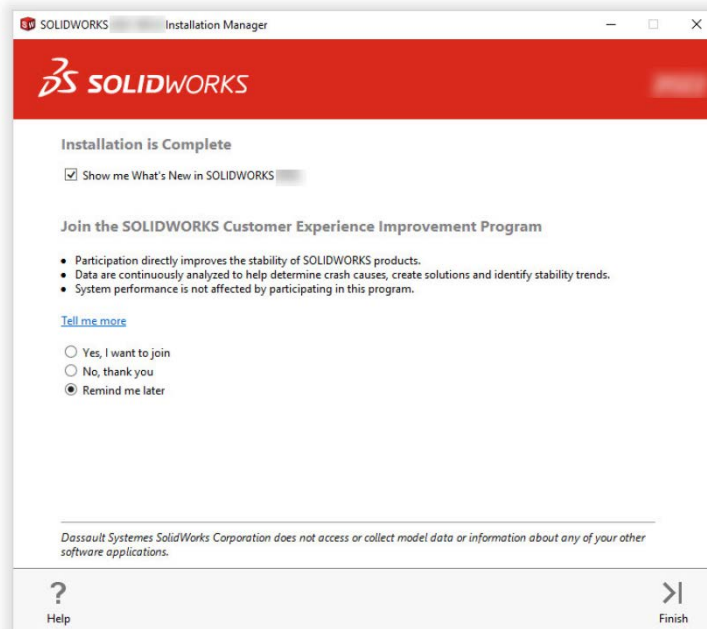 SOLIDWORKS Installation Manager
SOLIDWORKS
Installation is Complete
Show me What's New in SOLIDWORKS
Join the SOLIDWORKS Customer Experience Improvement Program
Participation directly improves the stability of SOLIDWORKS products.
Data are continuously analyzed to help determine crash causes, create solutions and identify stability trends.
System performance is not affected by participating in this program.
Tell me more
Yes, I want to join
No, thank you
Remind me later
Dassault Systemes SolidWorks Corporation does not access or collect model data or information about any of your other
software applications.
? 
Help
Finish